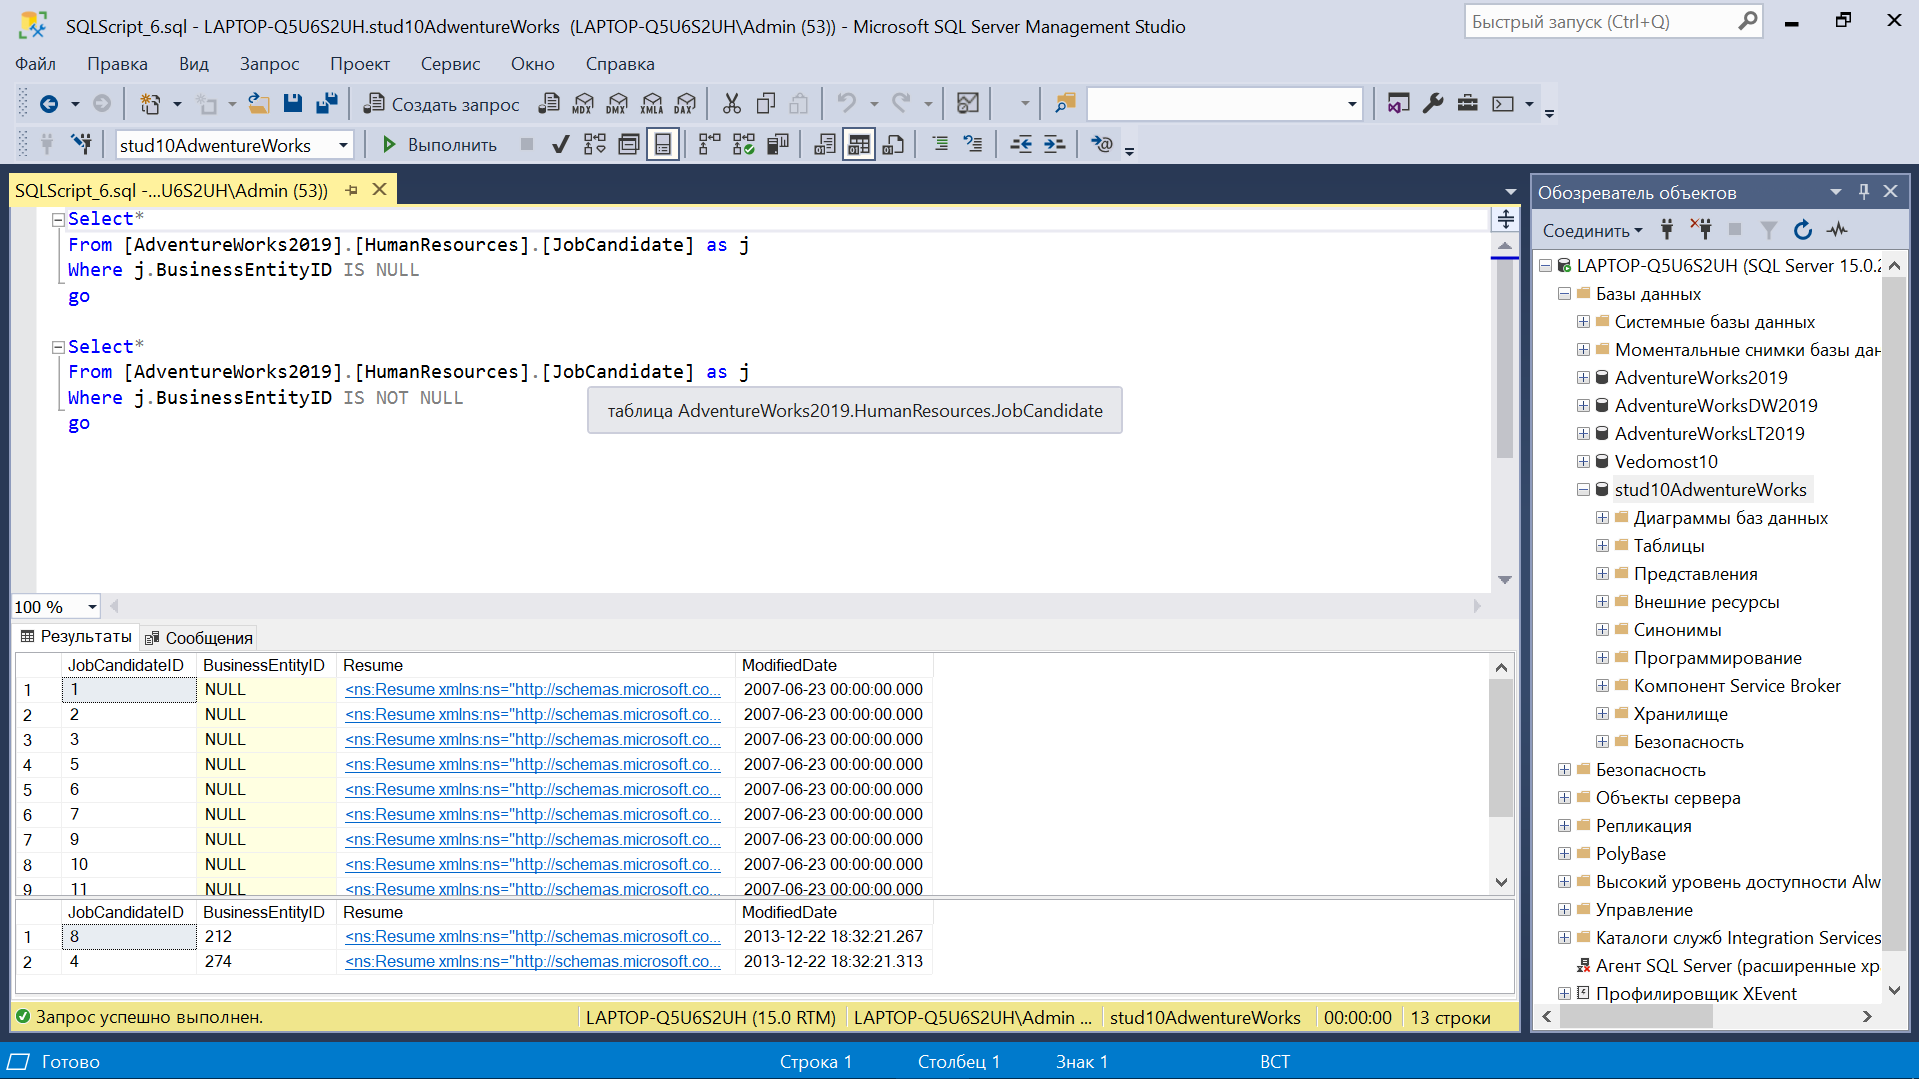 SQLScript_6.sql - LAPTOP-Q5U6S2UH.stud10AdwentureWorks (LAPTOP-Q5U6S2UH\Admin (53)) - Microsoft SQL Server Management Studio
Быстрый запуск (Ctrl+Q)
Файл Правка Вид Запрос Проект Сервис Окно Справка
Создать запрос MDX DMX XMLA DAX
stud10AdwentureWorks Выполнить
SQLScript_6.sql -...U6S2UH\Admin (53))
Select*
From [AdventureWorks2019].[HumanResources].[JobCandidate] as j
Where j.BusinessEntityID IS NULL
go
Select*
From [AdventureWorks2019].[HumanResources].[JobCandidate] as j
Where j.BusinessEntityID IS NOT NULL
go
таблица AdventureWorks2019.HumanResources.JobCandidate
100 %
Результаты Сообщения
JobCandidateID BusinessEntityID Resume ModifiedDate
1 1 NULL <ns:Resume xmlns:ns="http://schemas.microsoft.co... 2007-06-23 00:00:00.000
2 2 NULL <ns:Resume xmlns:ns="http://schemas.microsoft.co... 2007-06-23 00:00:00.000
3 3 NULL <ns:Resume xmlns:ns="http://schemas.microsoft.co... 2007-06-23 00:00:00.000
4 5 NULL <ns:Resume xmlns:ns="http://schemas.microsoft.co... 2007-06-23 00:00:00.000
5 6 NULL <ns:Resume xmlns:ns="http://schemas.microsoft.co... 2007-06-23 00:00:00.000
6 7 NULL <ns:Resume xmlns:ns="http://schemas.microsoft.co... 2007-06-23 00:00:00.000
7 9 NULL <ns:Resume xmlns:ns="http://schemas.microsoft.co... 2007-06-23 00:00:00.000
8 10 NULL <ns:Resume xmlns:ns="http://schemas.microsoft.co... 2007-06-23 00:00:00.000
9 11 NULL <ns:Resume xmlns:ns="http://schemas.microsoft.co... 2007-06-23 00:00:00.000
JobCandidateID BusinessEntityID Resume ModifiedDate
1 8 212 <ns:Resume xmlns:ns="http://schemas.microsoft.co... 2013-12-22 18:32:21.267
2 4 274 <ns:Resume xmlns:ns="http://schemas.microsoft.co... 2013-12-22 18:32:21.313
Запрос успешно выполнен. LAPTOP-Q5U6S2UH (15.0 RTM) LAPTOP-Q5U6S2UH\Admin ... stud10AdwentureWorks 00:00:00 13 строки
Обозреватель объектов
Соединить
LAPTOP-Q5U6S2UH (SQL Server 15.0.2
Базы данных
Системные базы данных
Моментальные снимки базы дан
AdventureWorks2019
AdventureWorksDW2019
AdventureWorksLT2019
Vedomost10
stud10AdwentureWorks
Диаграммы баз данных
Таблицы
Представления
Внешние ресурсы
Синонимы
Программирование
Компонент Service Broker
Хранилище
Безопасность
Безопасность
Объекты сервера
Репликация
PolyBase
Высокий уровень доступности Alw
Управление
Каталоги служб Integration Services
Агент SQL Server (расширенные хр
Профилировщик XEvent
Готово Строка 1 Столбец 1 Знак 1 ВСТ